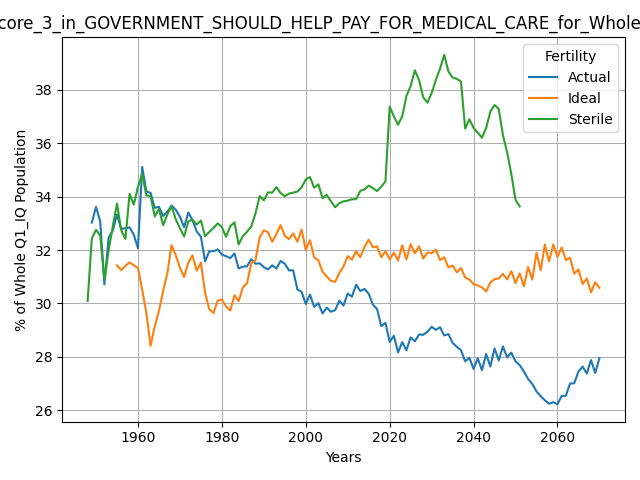 core_3_in_GOVERNMENT_SHOULD_HELP_PAY_FOR_MEDICAL_CARE_for_Whole
Fertility
Actual
Ideal
Sterile
% of Whole Q1_IQ Population
38
36
34
32
30
28
26
1960
1980
2000
2020
2040
2060
Years